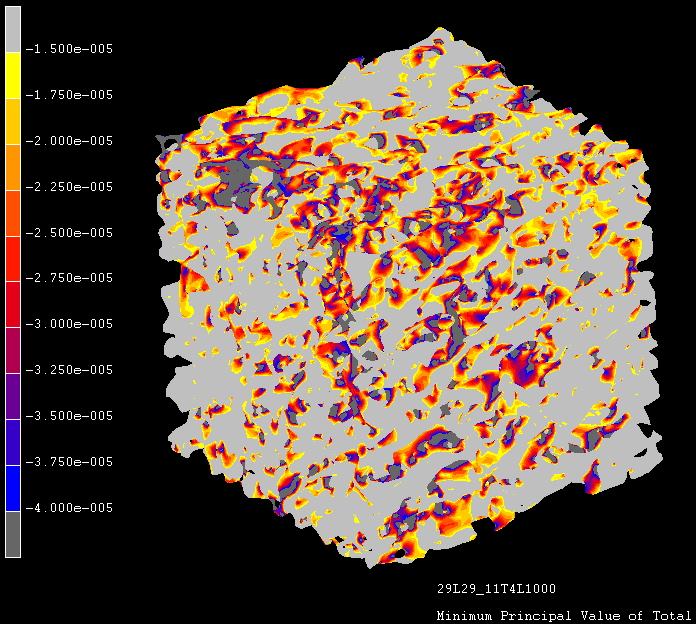 -1.500e-005
-1.750e-005
-2.000e-005
-2.250e-005
-2.500e-005
-2.750e-005
-3.000e-005
-3.250e-005
-3.500e-005
-3.750e-005
-4.000e-005
29L29_11T4L1000
Minimum Principal Value of Total